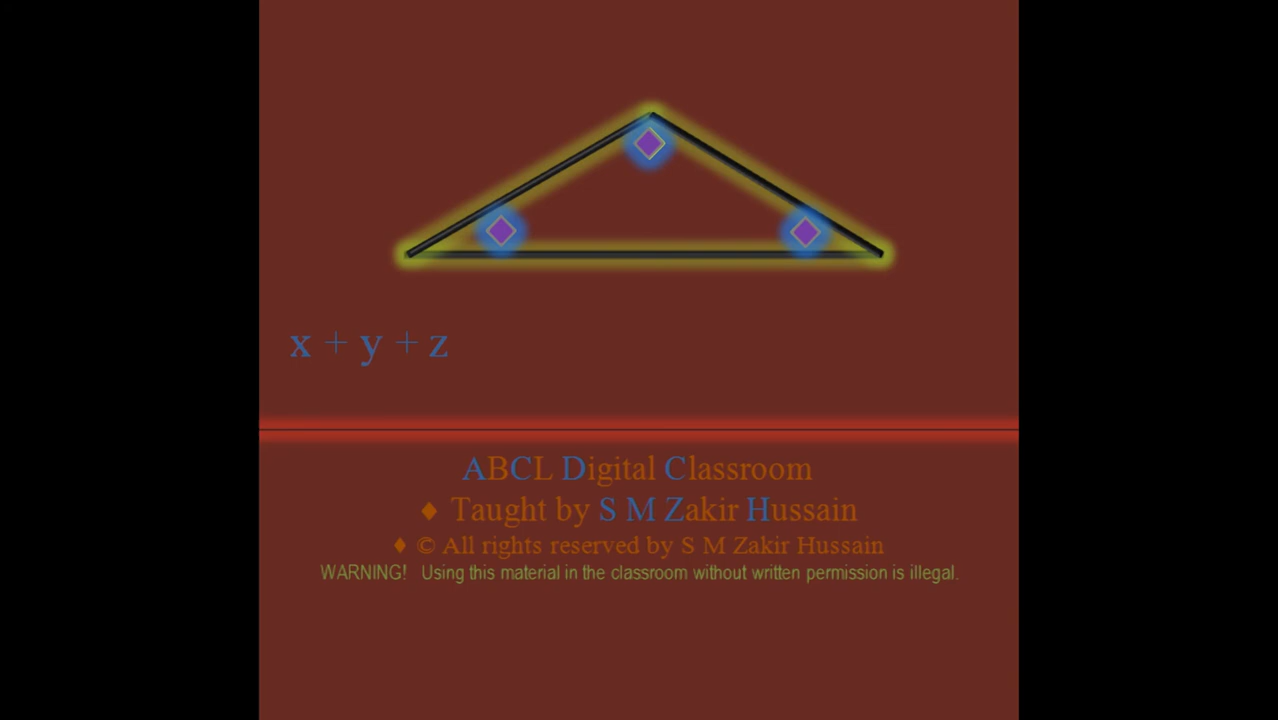 x + y + z
ABCL Digital Classroom
♦ Taught by S M Zakir Hussain
♦ © All rights reserved by S M Zakir Hussain
WARNING! Using this material in the classroom without written permission is illegal.